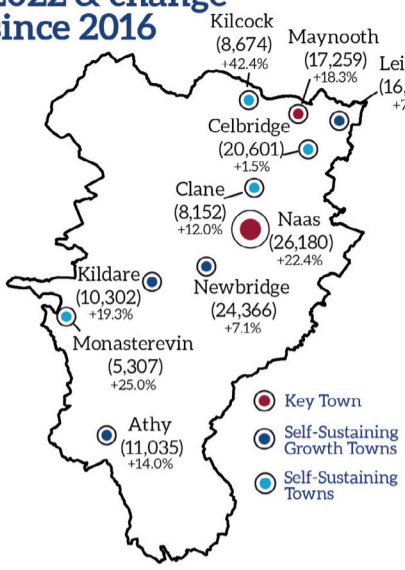 2022 & change
since 2016
Kilcock
(8,674)
+42.4%
Maynooth
(17,259)
+18.3%
Lei
(16,
+7
Celbridge
(20,601)
+1.5%
Clane
(8,152)
+12.0%
Naas
(26,180)
+22.4%
Kildare
(10,302)
+19.3%
Newbridge
(24,366)
+7.1%
Monasterevin
(5,307)
+25.0%
Athy
(11,035)
+14.0%
Key Town
Self-Sustaining
Growth Towns
Self-Sustaining
Towns